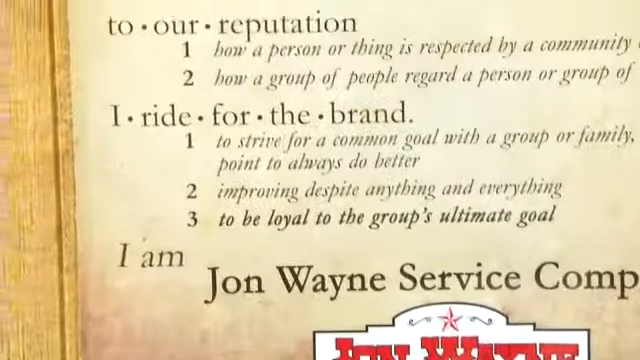 to • our • reputation
1 how a person or thing is respected by a community
2 how a group of people regard a person or group of
I • ride • for • the • brand.
1 to strive for a common goal with a group or family,
point to always do better
2 improving despite anything and everything
3 to be loyal to the group's ultimate goal
I am
Jon Wayne Service Comp
JON WAYNE